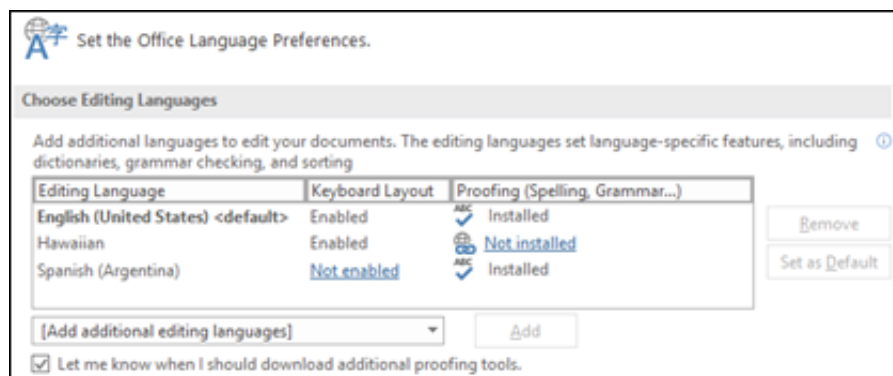 Set the Office Language Preferences.
Choose Editing Languages
Add additional languages to edit your documents. The editing languages set language-specific features, including
dictionaries, grammar checking, and sorting
Editing Language Keyboard Layout Proofing (Spelling, Grammar...)
English (United States) <default> Enabled ABC Installed
Hawaiian Enabled Not installed
Spanish (Argentina) Not enabled ABC Installed
Remove
Set as Default
[Add additional editing languages] Add
Let me know when I should download additional proofing tools.